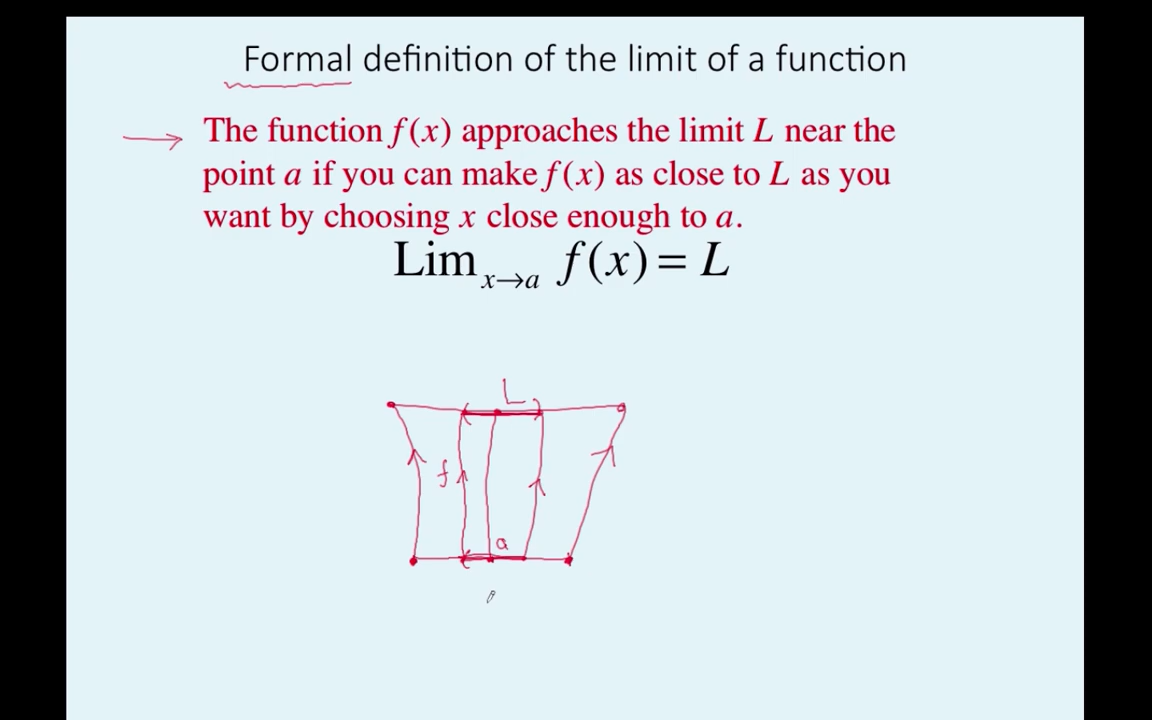 Formal definition of the limit of a function
The function f(x) approaches the limit L near the
point a if you can make f(x) as close to L as you
want by choosing x close enough to a.
Lim x→a f(x) = L
L
f
a